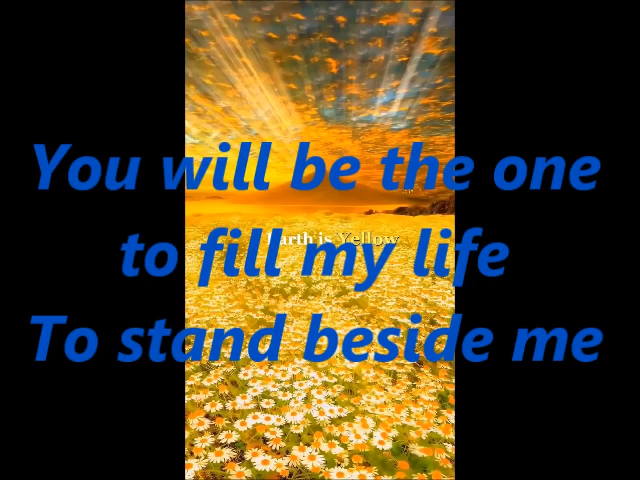 You will be the one
Earth is Yellow
to fill my life
To stand beside me